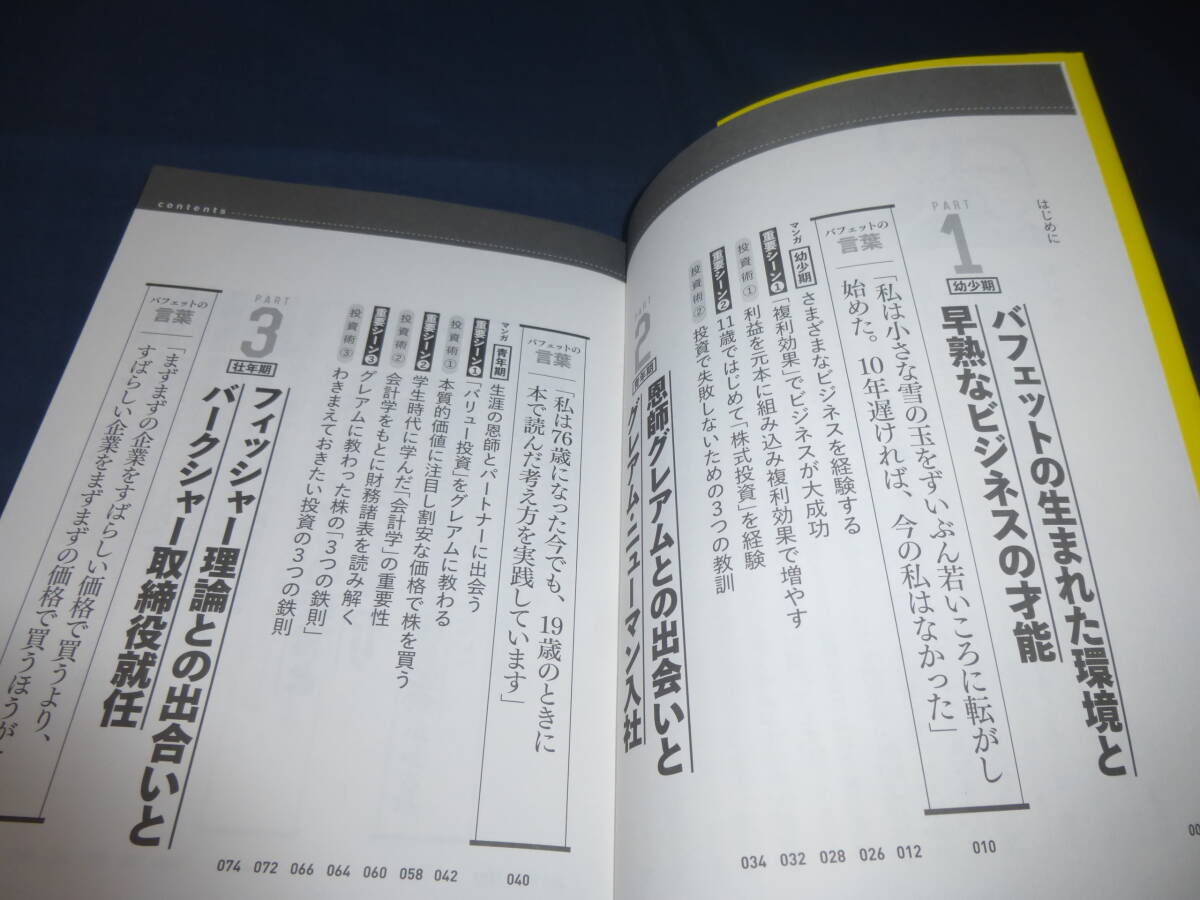 はじめに
00
PART
1
幼少期
バフェットの生まれた環境と
早熟なビジネスの才能
010
バフェットの
言葉
「私は小さな雪の玉をずいぶん若いころに転がし
始めた。10年遅ければ、今の私はなかった」
マンガ
幼少期
さまざまなビジネスを経験する
012
重要シーン❶
「複利効果」でビジネスが大成功
026
投資術①
利益を元本に組み込み複利効果で増やす
028
重要シーン❷
11歳ではじめて「株式投資」を経験
032
投資術②
投資で失敗しないための3つの教訓
034
PART
2
青年期
恩師グレアムとの出会いと
グレアム・ニューマン入社
contents
バフェットの
言葉
「私は76歳になった今でも、19歳のときに
本で読んだ考え方を実践しています」
040
マンガ
青年期
生涯の恩師とパートナーに出会う
042
重要シーン❶
「バリュー投資」をグレアムに教わる
058
投資術①
本質的価値に注目し割安な価格で株を買う
060
重要シーン❷
学生時代に学んだ「会計学」の重要性
064
投資術②
会計学をもとに財務諸表を読み解く
066
重要シーン❸
グレアムに教わった株の「3つの鉄則」
072
投資術③
わきまえておきたい投資の3つの鉄則
074
PART
3
壮年期
フィッシャー理論との出合いと
バークシャー取締役就任
バフェットの
言葉
「まずまずの企業をすばらしい価格で買うより、
すばらしい企業をまずまずの価格で買うほうが